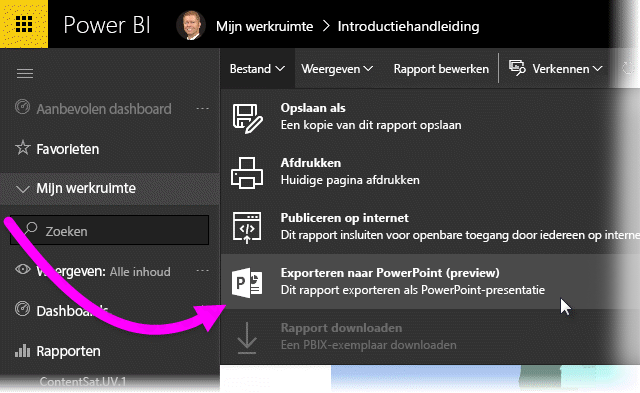 Power BI
Mijn werkruimte > Introductiehandleiding
Bestand Weergeven Rapport bewerken Verkennen
Aanbevolen dashboard ...
Favorieten
Mijn werkruimte
Zoeken
Weergeven: Alle inhoud
Dashboards
Rapporten
ContentSat.UV.1
Opslaan als
Een kopie van dit rapport opslaan
Afdrukken
Huidige pagina afdrukken
Publiceren op internet
Dit rapport insluiten voor openbare toegang door iedereen op interne
Exporteren naar PowerPoint (preview)
Dit rapport exporteren als PowerPoint-presentatie
Rapport downloaden
Een PBIX-exemplaar downloaden